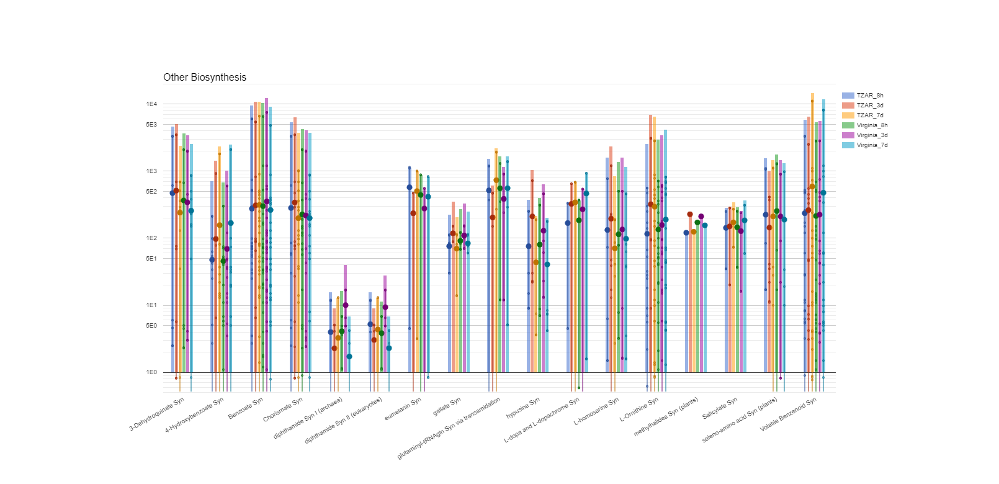 Other Biosynthesis
1E4
5E3
1E3
5E2
1E2
5E1
1E1
5E0
1E0
TZAR_8h
TZAR_3d
TZAR_7d
Virginia_8h
Virginia_3d
Virginia_7d
3-Dehydroquinate Syn
4-Hydroxybenzoate Syn
Benzoate Syn
Chorismate Syn
diphthamide Syn I (archaea)
diphthamide Syn II (eukaryotes)
eumelanin Syn
gallate Syn
glutaminyl-tRNAgln Syn via transamidation
hypusine Syn
L-dopa and L-dopachrome Syn
L-homoserine Syn
L-Ornithine Syn
methylhalides Syn (plants)
Salicylate Syn
seleno-amino acid Syn (plants)
Volatile Benzenoid Syn